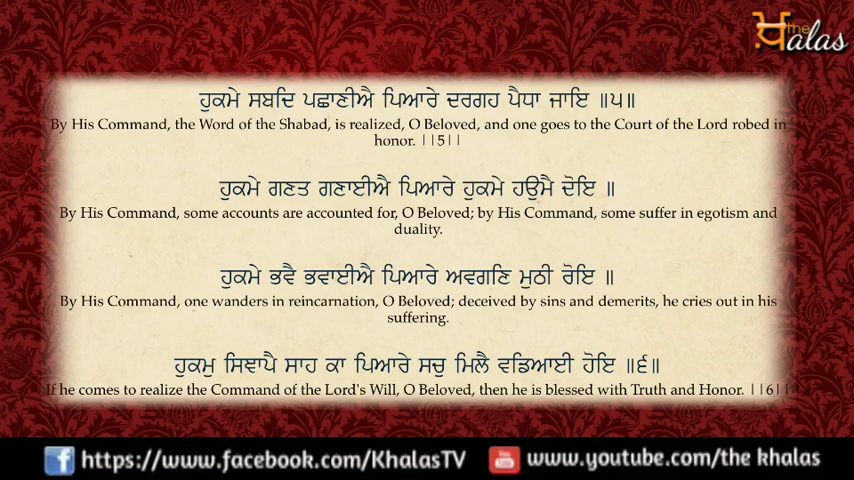 ਖ਼ the
alas
ਹੁਕਮੇ ਸਬਦਿ ਪਛਾਣੀਐ ਪਿਆਰੇ ਦਰਗਹ ਪੈਧਾ ਜਾਇ ॥੫॥
By His Command, the Word of the Shabad, is realized, O Beloved, and one goes to the Court of the Lord robed in
honor. ||5||
ਹੁਕਮੇ ਗਣਤ ਗਣਾਈਐ ਪਿਆਰੇ ਹੁਕਮੇ ਹਉਮੈ ਦੋਇ ॥
By His Command, some accounts are accounted for, O Beloved; by His Command, some suffer in egotism and
duality.
ਹੁਕਮੇ ਭਵੈ ਭਵਾਈਐ ਪਿਆਰੇ ਅਵਗਣਿ ਮੁਠੀ ਰੋਇ ॥
By His Command, one wanders in reincarnation, O Beloved; deceived by sins and demerits, he cries out in his
suffering.
ਹੁਕਮੁ ਸਿਞਾਪੈ ਸਾਹ ਕਾ ਪਿਆਰੇ ਸਚੁ ਮਿਲੈ ਵਡਿਆਈ ਹੋਇ ॥੬॥
If he comes to realize the Command of the Lord's Will, O Beloved, then he is blessed with Truth and Honor. ||6||
https://www.facebook.com/KhalasTV
www.youtube.com/the khalas